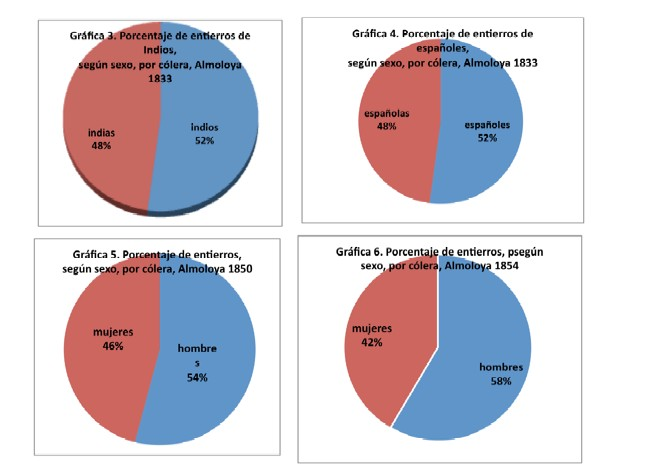 Gráfica 3. Porcentaje de entierros de
Indios,
según sexo, por cólera, Almoloya
1833
indias
48%
indios
52%
Gráfica 4. Porcentaje de entierros de
españoles,
según sexo, por cólera, Almoloya 1833
españolas
48%
españoles
52%
Gráfica 5. Porcentaje de entierros,
según sexo, por cólera, Almoloya 1850
mujeres
46%
hombre
s
54%
Gráfica 6. Porcentaje de entierros, psegún
sexo, por cólera, Almoloya 1854
mujeres
42%
hombres
58%